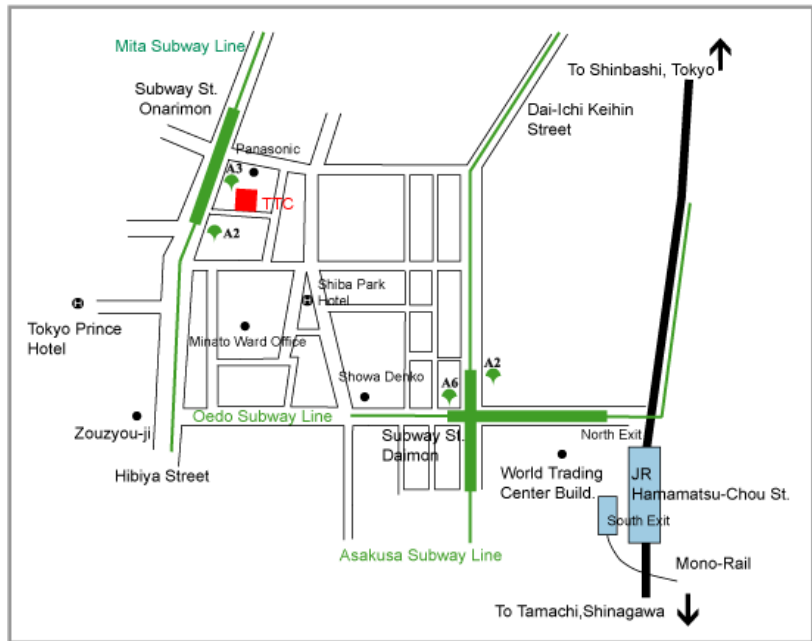 Mita Subway Line
To Shinbashi, Tokyo
Subway St.
Onarimon
Dai-Ichi Keihin
Street
Panasonic
A3
TTC
A2
Shiba Park
Hotel
H
H
Tokyo Prince
Hotel
Minato Ward Office
Showa Denko
A6
A2
Oedo Subway Line
Zouzyou-ji
Subway St.
Daimon
North Exit
Hibiya Street
World Trading
Center Build.
JR
Hamamatsu-Chou St.
South Exit
Asakusa Subway Line
Mono-Rail
To Tamachi,Shinagawa